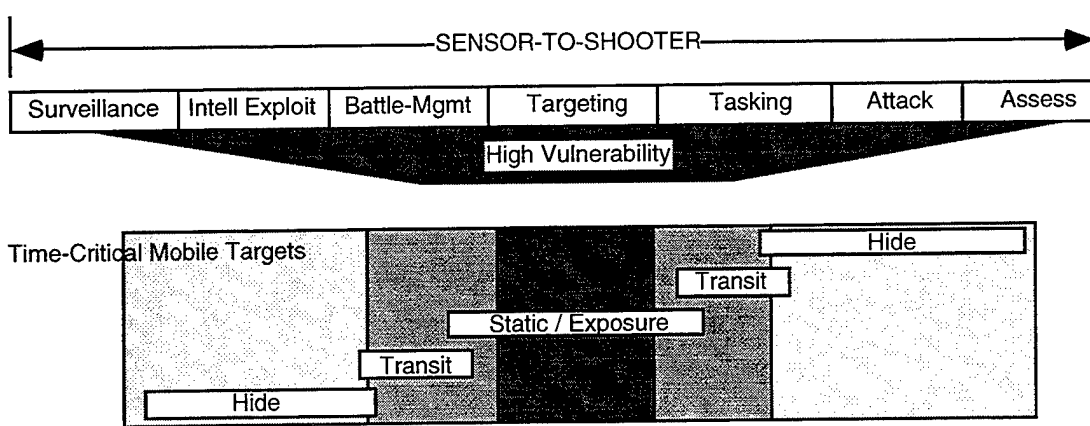 SENSOR-TO-SHOOTER
Surveillance Intell Exploit Battle-Mgmt Targeting Tasking Attack Assess
High Vulnerability
Time-Critical Mobile Targets
Hide
Transit
Static / Exposure
Transit
Hide